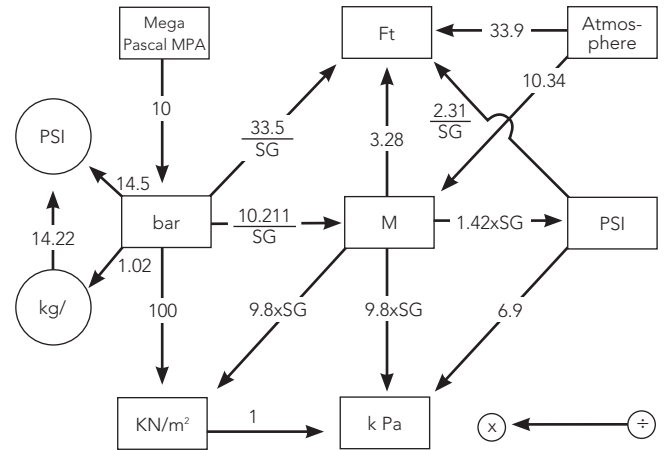 Mega
Pascal MPA
Ft
Atmos-
phere
33.9
10.34
10
33.5
SG
3.28
2.31
SG
PSI
14.5
bar
10.211
SG
M
1.42xSG
PSI
14.22
1.02
kg/
100
9.8xSG
9.8xSG
6.9
KN/m²
1
k Pa
x
÷